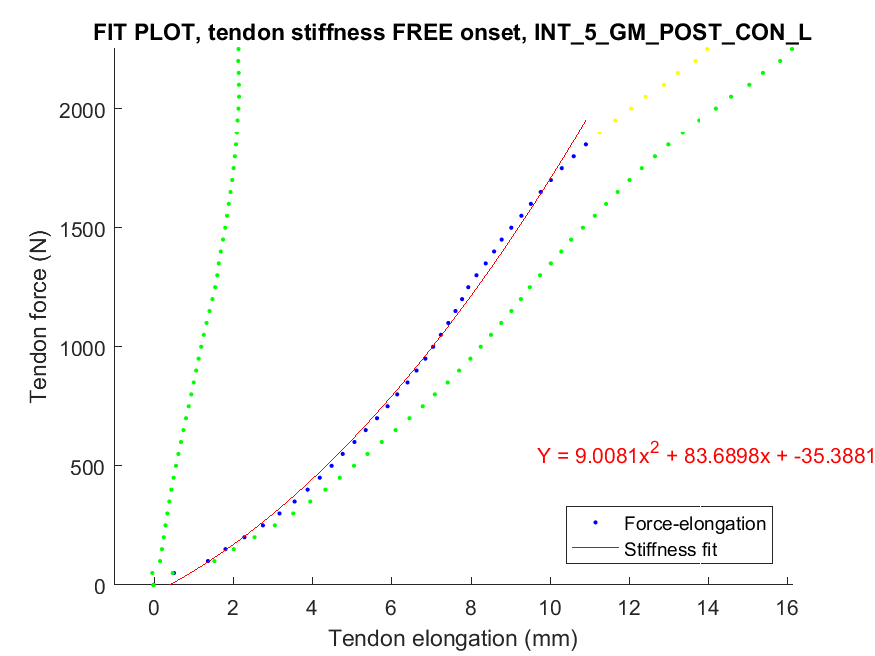 FIT PLOT, tendon stiffness FREE onset, INT_5_GM_POST_CON_L
2000
1500
1000
500
0
Tendon force (N)
Y = 9.0081x² + 83.6898x + -35.3881
Force-elongation
Stiffness fit
0 2 4 6 8 10 12 14 16
Tendon elongation (mm)